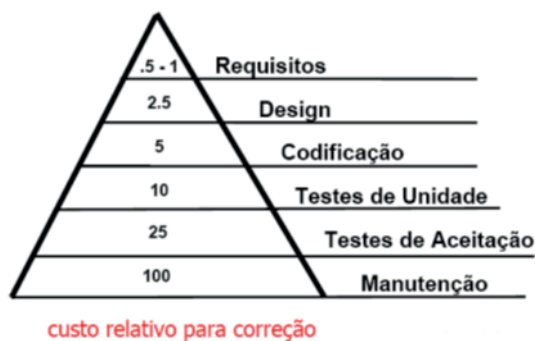 .5 - 1 Requisitos
2.5 Design
5 Codificação
10 Testes de Unidade
25 Testes de Aceitação
100 Manutenção
custo relativo para correção